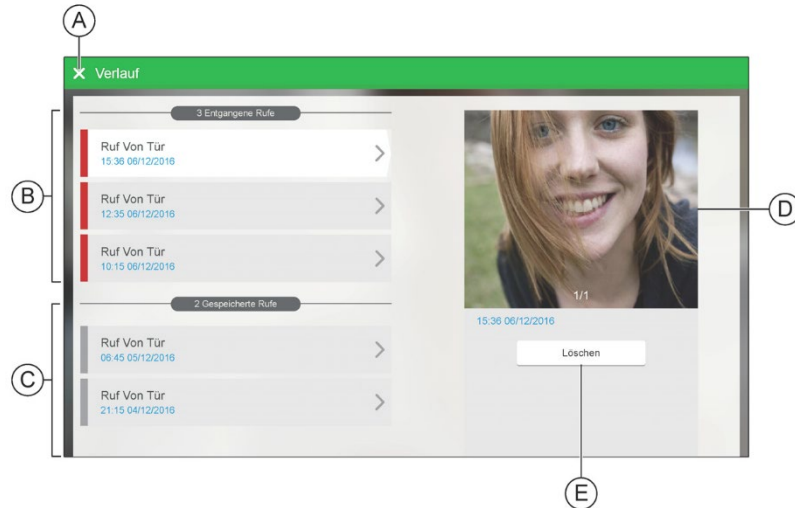 A
Verlauf
3 Entgangene Rufe
B
Ruf Von Tür
15:36 06/12/2016
Ruf Von Tür
12:35 06/12/2016
Ruf Von Tür
10:15 06/12/2016
2 Gespeicherte Rufe
C
Ruf Von Tür
06:45 05/12/2016
Ruf Von Tür
21:15 04/12/2016
D
1/1
15:36 06/12/2016
Löschen
E